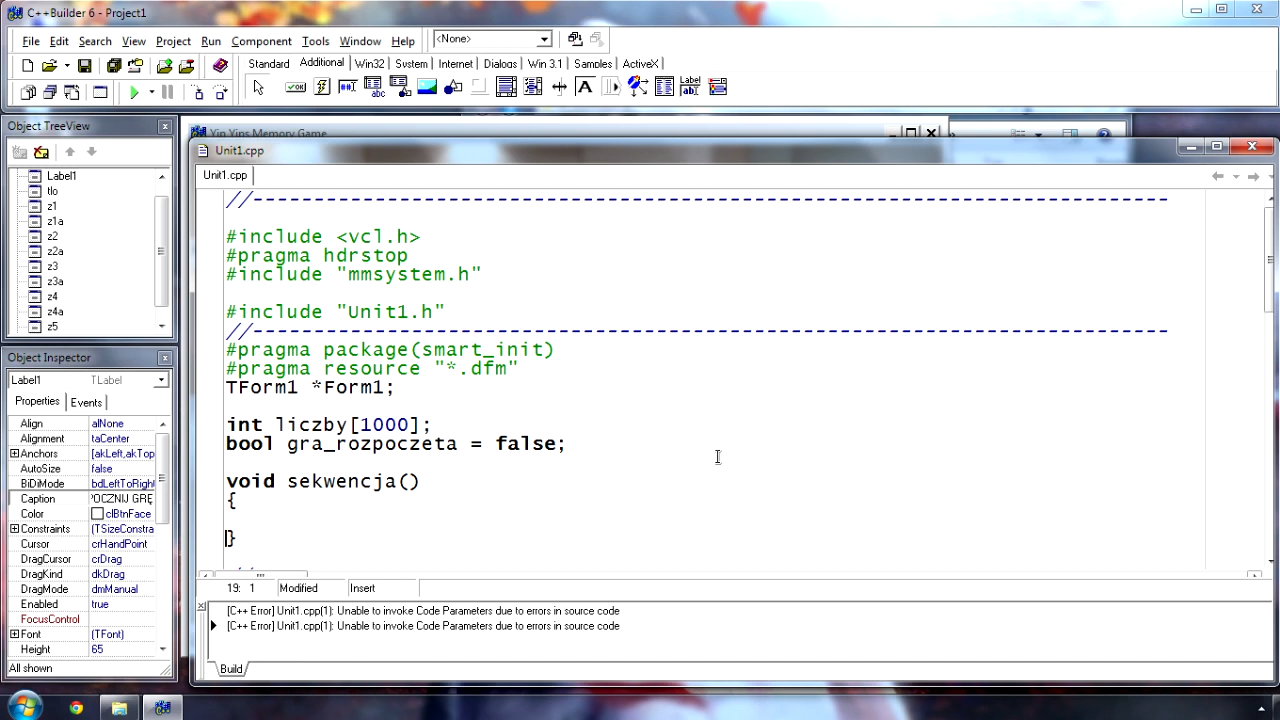 C++Builder 6 - Project1
File Edit Search View Project Run Component Tools Window Help <None>
Standard Additional Win32 System Internet Dialogs Win 3.1 Samples ActiveX
Object TreeView
Label1
tlo
z1
z1a
z2
z2a
z3
z3a
z4
z4a
z5
Object Inspector
Label1 TLabel
Properties Events
Align alNone
Alignment taCenter
Anchors [akLeft,akTop
AutoSize false
BiDiMode bdLeftToRight
Caption POCZNIJ GRĘ
Color clBtnFace
Constraints (TSizeConstra
Cursor crHandPoint
DragCursor crDrag
DragKind dkDrag
DragMode dmManual
Enabled true
FocusControl
Font (TFont)
Height 65
All shown
Yin Yins Memory Game
Unit1.cpp
Unit1.cpp
//---------------------------------------------------------------------------
#include <vcl.h>
#pragma hdrstop
#include "mmsystem.h"
#include "Unit1.h"
//---------------------------------------------------------------------------
#pragma package(smart_init)
#pragma resource "*.dfm"
TForm1 *Form1;
int liczby[1000];
bool gra_rozpoczeta = false;
void sekwencja()
{
}
19: 1 Modified Insert
[C++ Error] Unit1.cpp(1): Unable to invoke Code Parameters due to errors in source code
[C++ Error] Unit1.cpp(1): Unable to invoke Code Parameters due to errors in source code
Build